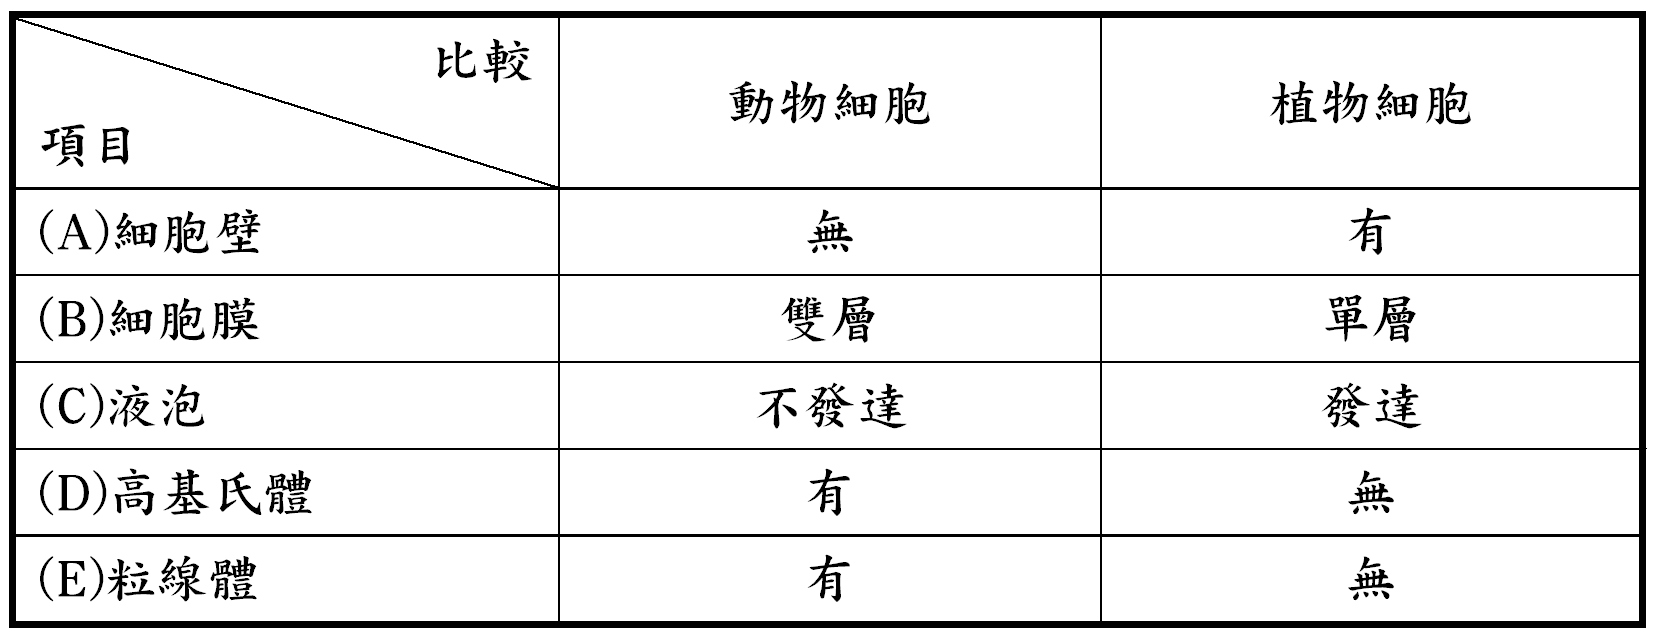 比較
項目
動物細胞
植物細胞
(A)細胞壁 無 有
(B)細胞膜 雙層 單層
(C)液泡 不發達 發達
(D)高基氏體 有 無
(E)粒線體 有 無